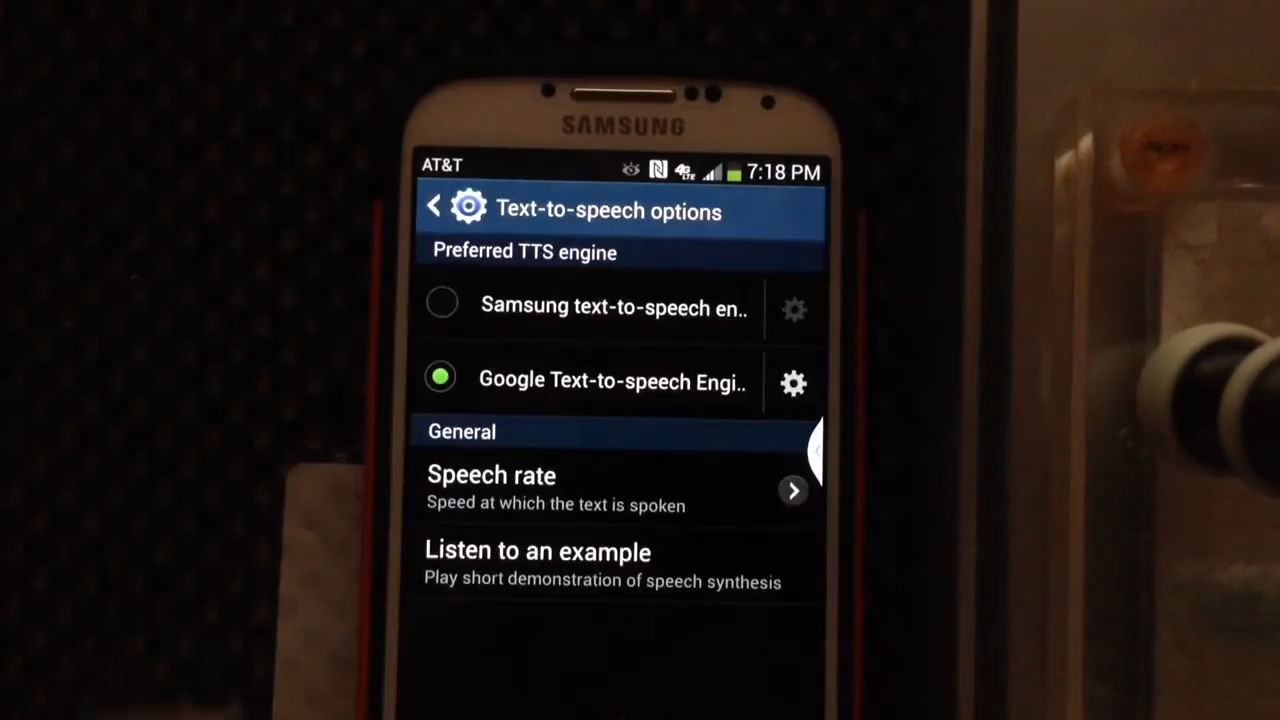 SAMSUNG
AT&T 4G LTE 7:18 PM
Text-to-speech options
Preferred TTS engine
Samsung text-to-speech en..
Google Text-to-speech Engi..
General
Speech rate
Speed at which the text is spoken
Listen to an example
Play short demonstration of speech synthesis